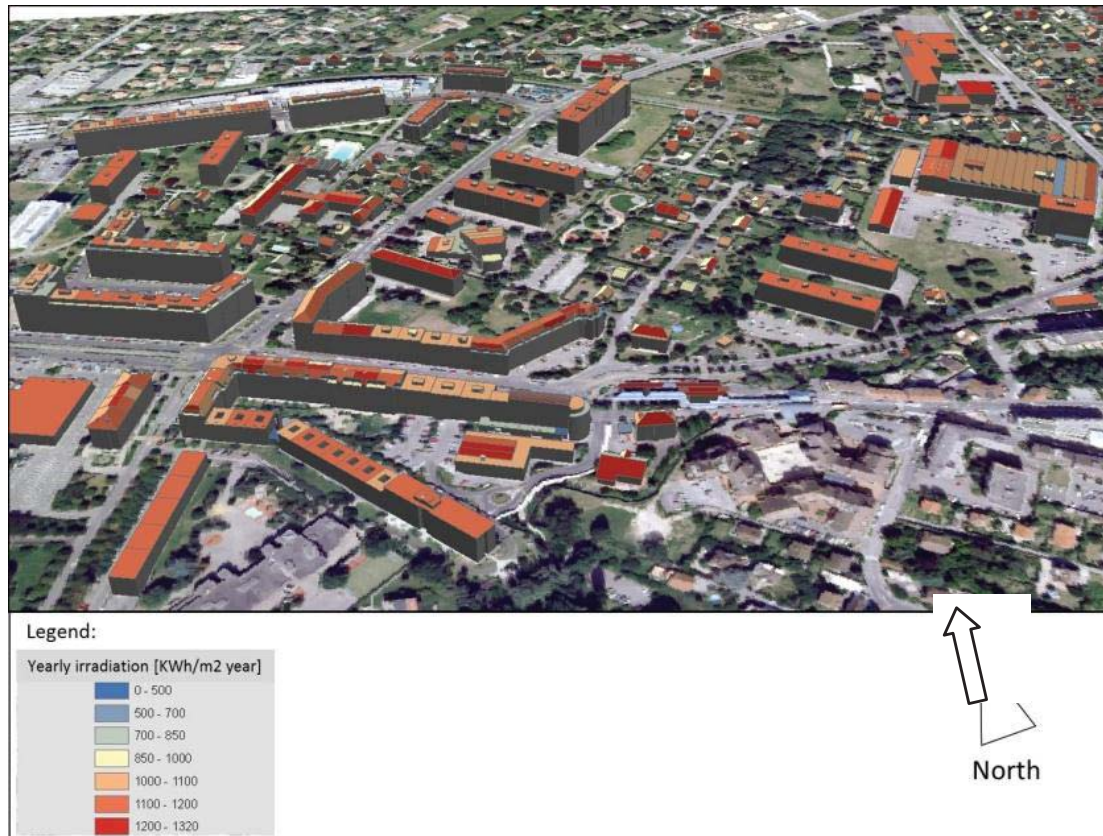 Legend:
Yearly irradiation [KWh/m2 year]
0 - 500
500 - 700
700 - 850
850 - 1000
1000 - 1100
1100 - 1200
1200 - 1320
North